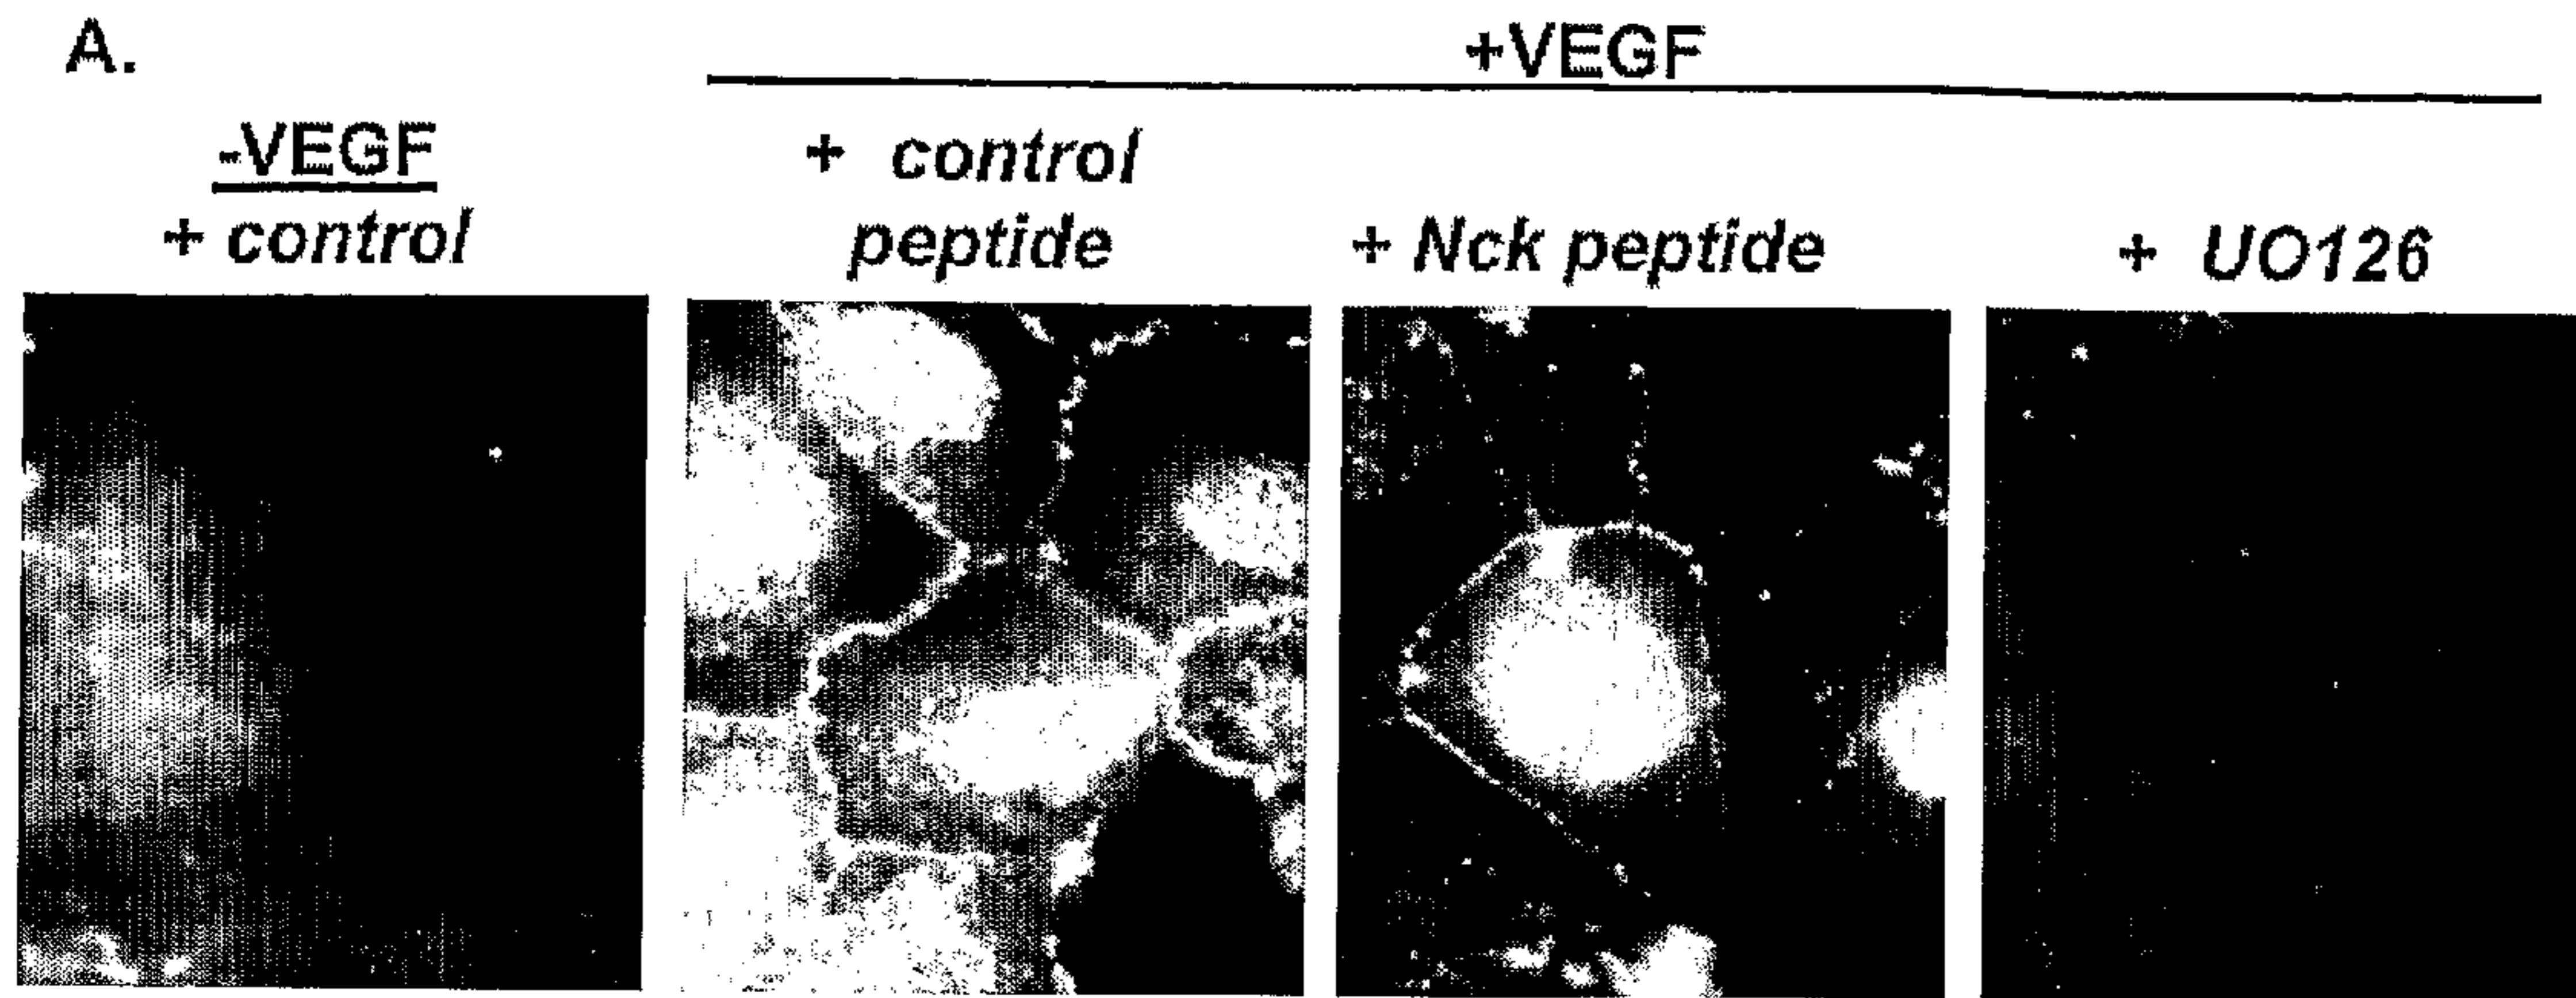 A.
+VEGF
-VEGF
+ control
+ control
peptide
+ Nck peptide
+ UO126